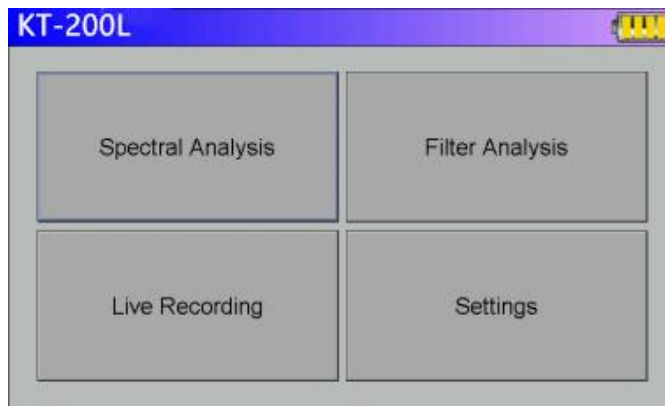 KT-200L
Spectral Analysis
Filter Analysis
Live Recording
Settings